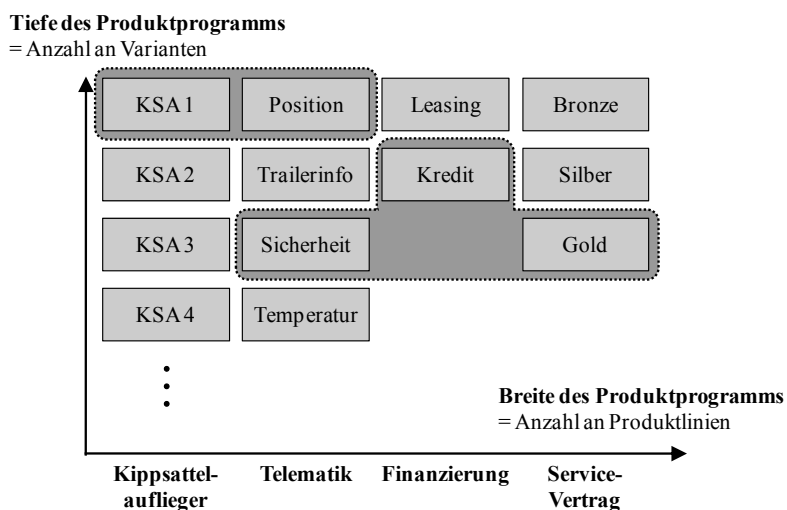 Tiefe des Produktprogramms
= Anzahl an Varianten
KSA 1 Position Leasing Bronze
KSA 2 Trailerinfo Kredit Silber
KSA 3 Sicherheit Gold
KSA 4 Temperatur
Breite des Produktprogramms
= Anzahl an Produktlinien
Kippsattel- Telematik Finanzierung Service-
auflieger Vertrag